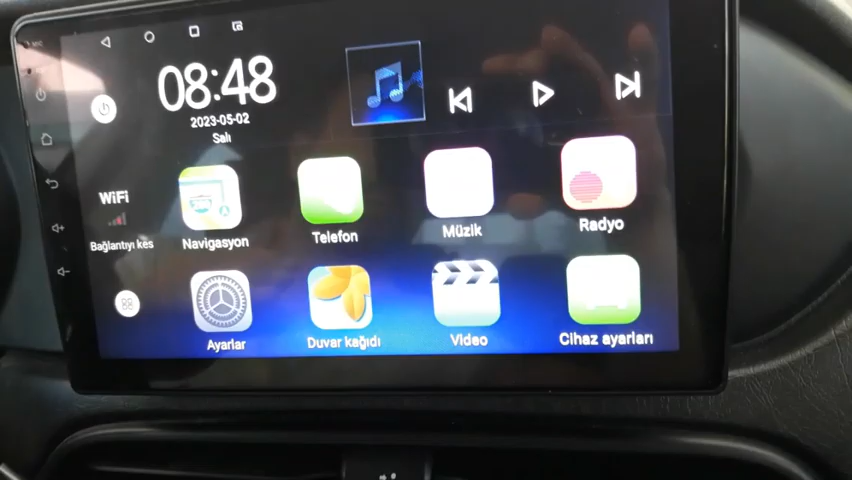 08:48
2023-05-02
Salı
WiFi
Bağlantıyı kes
Navigasyon
Telefon
Müzik
Radyo
Ayarlar
Duvar kağıdı
Video
Cihaz ayarları